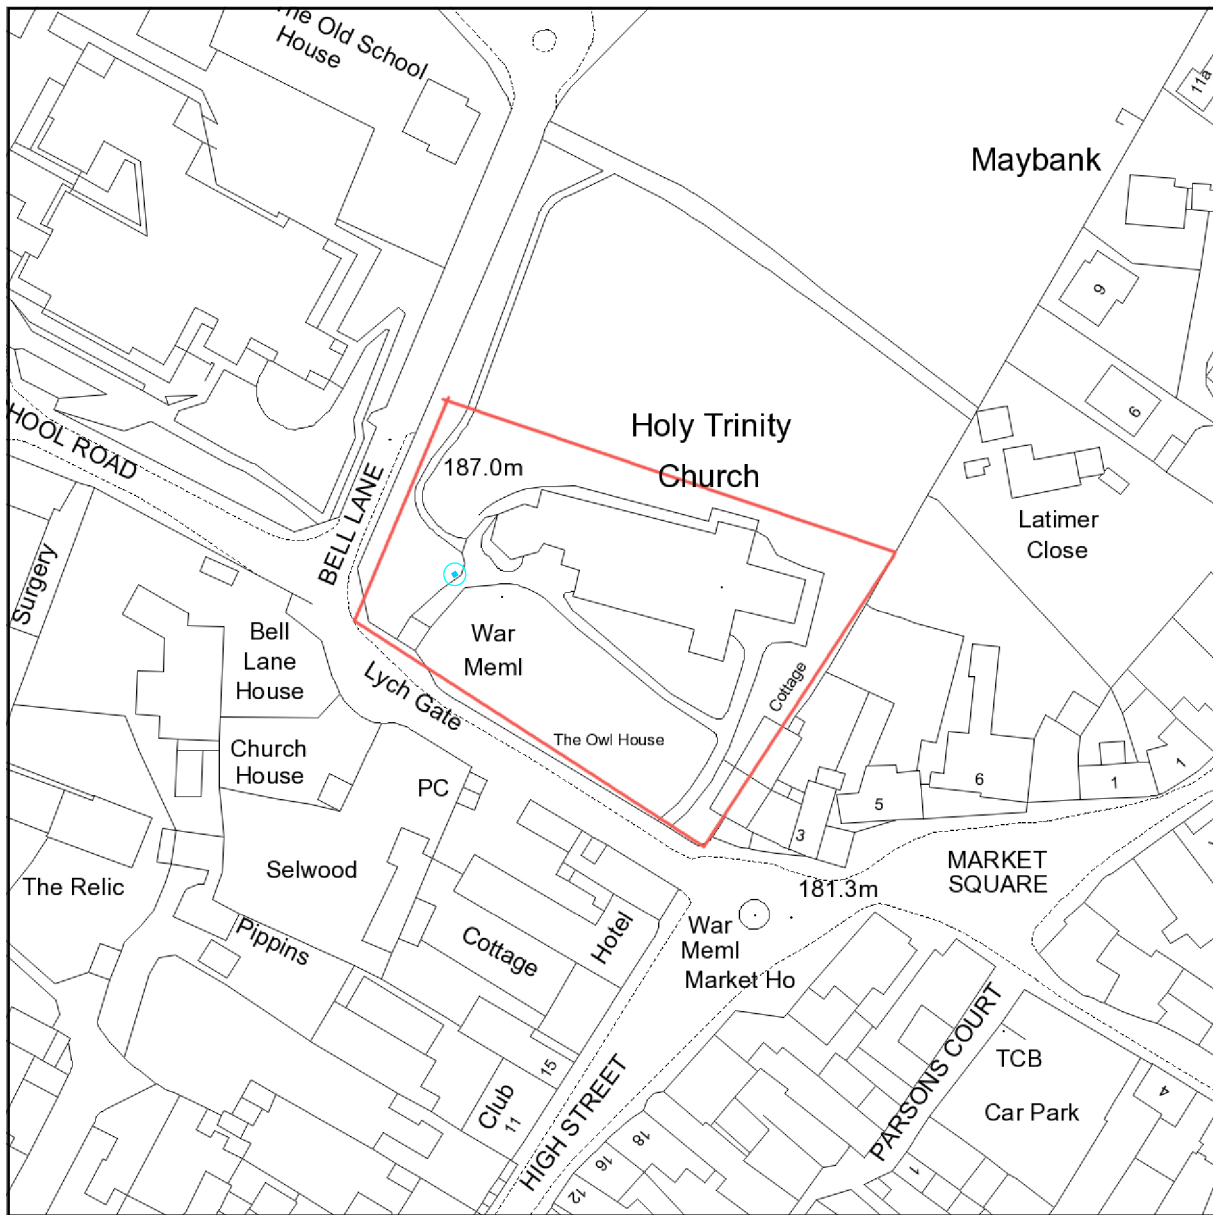 The Old School
House
11a
Maybank
9
6
Holy Trinity
Church
187.0m
HOOL ROAD
BELL LANE
Latimer
Close
Surgery
Bell
Lane
House
War
Meml
Lych Gate
Cottage
The Owl House
Church
House
PC
6
1
1
5
3
MARKET
SQUARE
Selwood
The Relic
181.3m
War
Meml
Market Ho
Hotel
Cottage
Pippins
PARSONS COURT
TCB
Car Park
4
15
Club
11
HIGH STREET
18
16
12
1